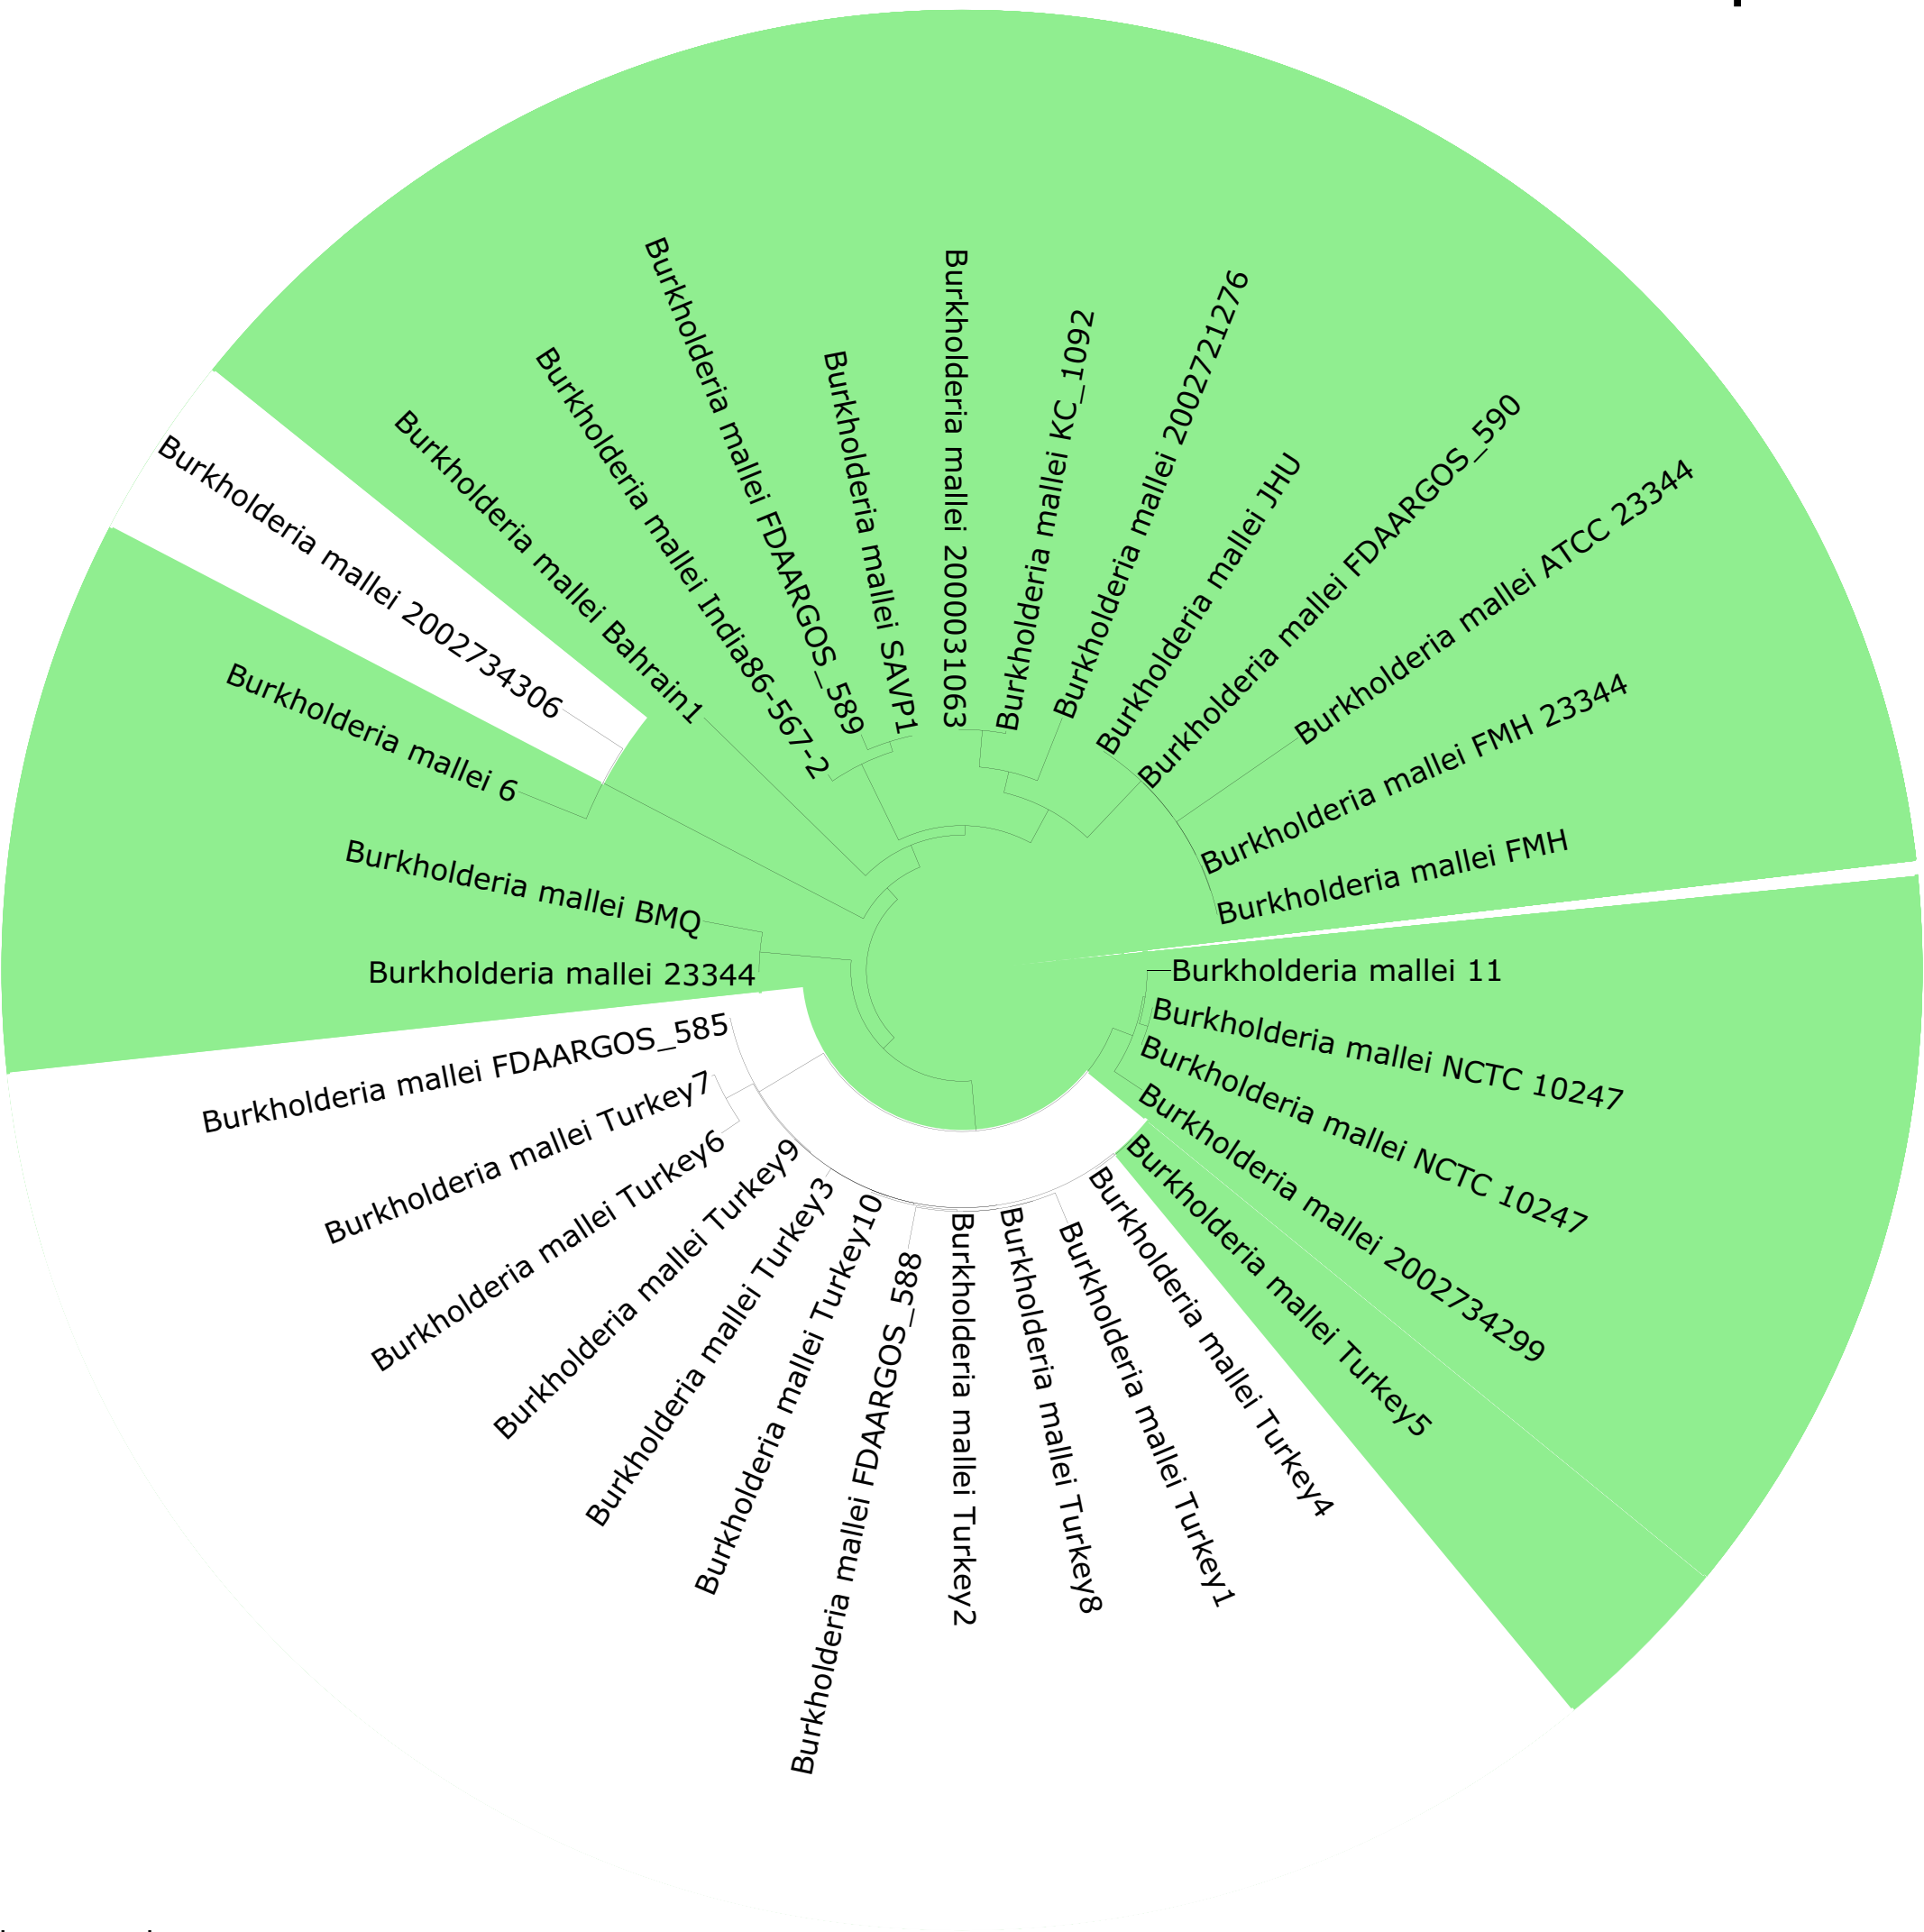 Burkholderia mallei 2002734306
Burkholderia mallei Bahrain1
Burkholderia mallei India86-567-2
Burkholderia mallei FDAARGOS_589
Burkholderia mallei SAVP1
Burkholderia mallei 2000031063
Burkholderia mallei KC_1092
Burkholderia mallei 2002721276
Burkholderia mallei JHU
Burkholderia mallei FDAARGOS_590
Burkholderia mallei ATCC 23344
Burkholderia mallei FMH 23344
Burkholderia mallei FMH
Burkholderia mallei 11
Burkholderia mallei NCTC 10247
Burkholderia mallei NCTC 10247
Burkholderia mallei 2002734299
Burkholderia mallei Turkey5
Burkholderia mallei Turkey4
Burkholderia mallei Turkey1
Burkholderia mallei Turkey8
Burkholderia mallei Turkey2
Burkholderia mallei FDAARGOS_588
Burkholderia mallei Turkey10
Burkholderia mallei Turkey3
Burkholderia mallei Turkey9
Burkholderia mallei Turkey6
Burkholderia mallei Turkey7
Burkholderia mallei FDAARGOS_585
Burkholderia mallei 23344
Burkholderia mallei BMQ
Burkholderia mallei 6